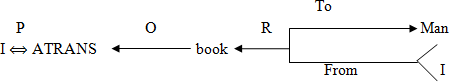 To
P O R
I ⇔ ATRANS book Man
From I